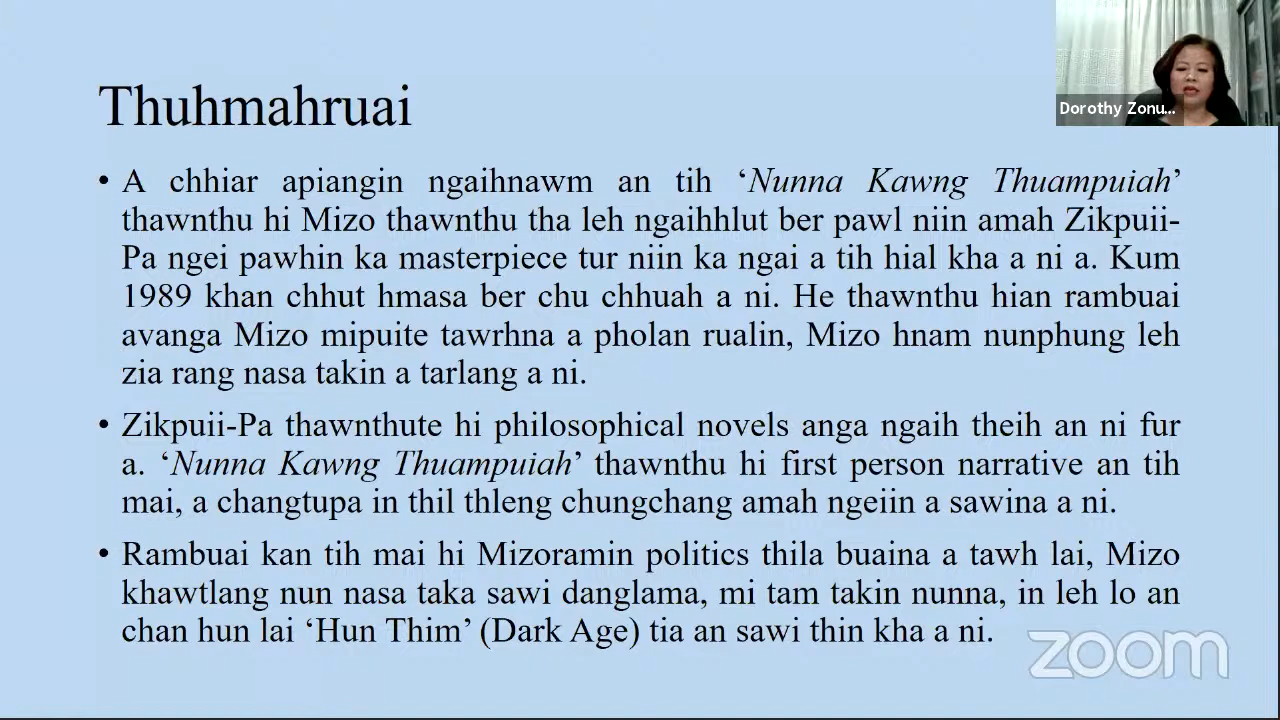 Thuhmahruai
• A chhiar apiangin ngaihnawm an tih ‘Nunna Kawng Thuampuiah’
thawnthu hi Mizo thawnthu tha leh ngaihhlut ber pawl niin amah Zikpuii-
Pa ngei pawhin ka masterpiece tur niin ka ngai a tih hial kha a ni a. Kum
1989 khan chhut hmasa ber chu chhuah a ni. He thawnthu hian rambuai
avanga Mizo mipuite tawrhna a pholan rualin, Mizo hnam nunphung leh
zia rang nasa takin a tarlang a ni.
• Zikpuii-Pa thawnthute hi philosophical novels anga ngaih theih an ni fur
a. ‘Nunna Kawng Thuampuiah’ thawnthu hi first person narrative an tih
mai, a changtupa in thil thleng chungchang amah ngeiin a sawina a ni.
• Rambuai kan tih mai hi Mizoramin politics thila buaina a tawh lai, Mizo
khawtlang nun nasa taka sawi danglama, mi tam takin nunna, in leh lo an
chan hun lai ‘Hun Thim’ (Dark Age) tia an sawi thin kha a ni.
Dorothy Zonu...
zoom